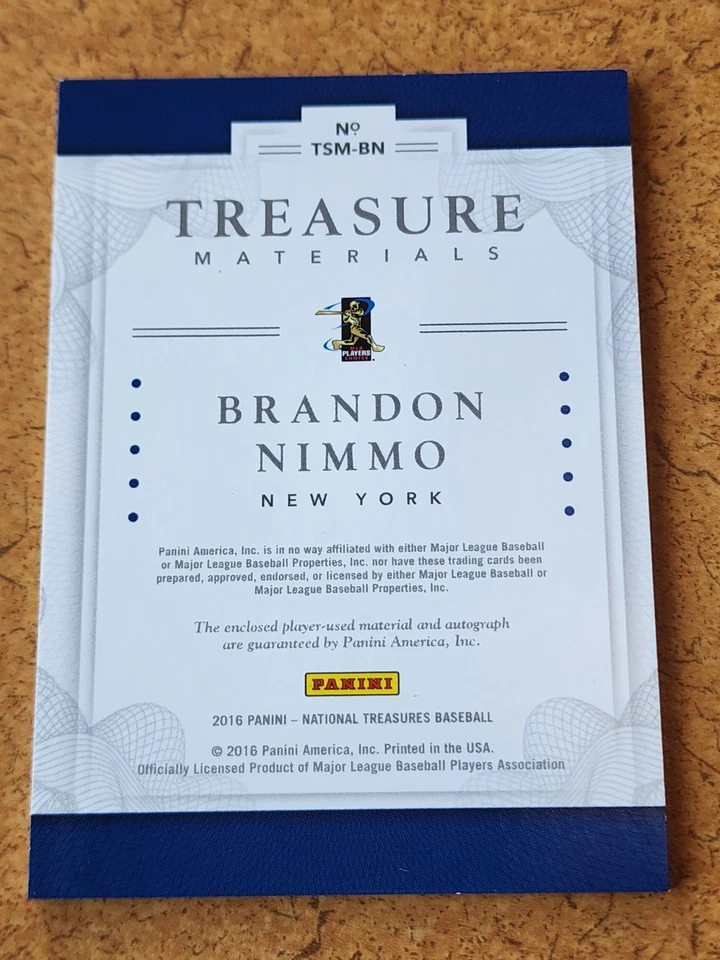 Nº
TSM-BN
TREASURE
MATERIALS
MLB
PLAYERS
CHOICE
BRANDON
NIMMO
NEW YORK
Panini America, Inc. is in no way affiliated with either Major League Baseball
or Major League Baseball Properties, Inc. nor have these trading cards been
prepared, approved, endorsed, or licensed by either Major League Baseball or
Major League Baseball Properties, Inc.
The enclosed player-used material and autograph
are guaranteed by Panini America, Inc.
PANINI
2016 PANINI – NATIONAL TREASURES BASEBALL
© 2016 Panini America, Inc. Printed in the USA.
Officially Licensed Product of Major League Baseball Players Association